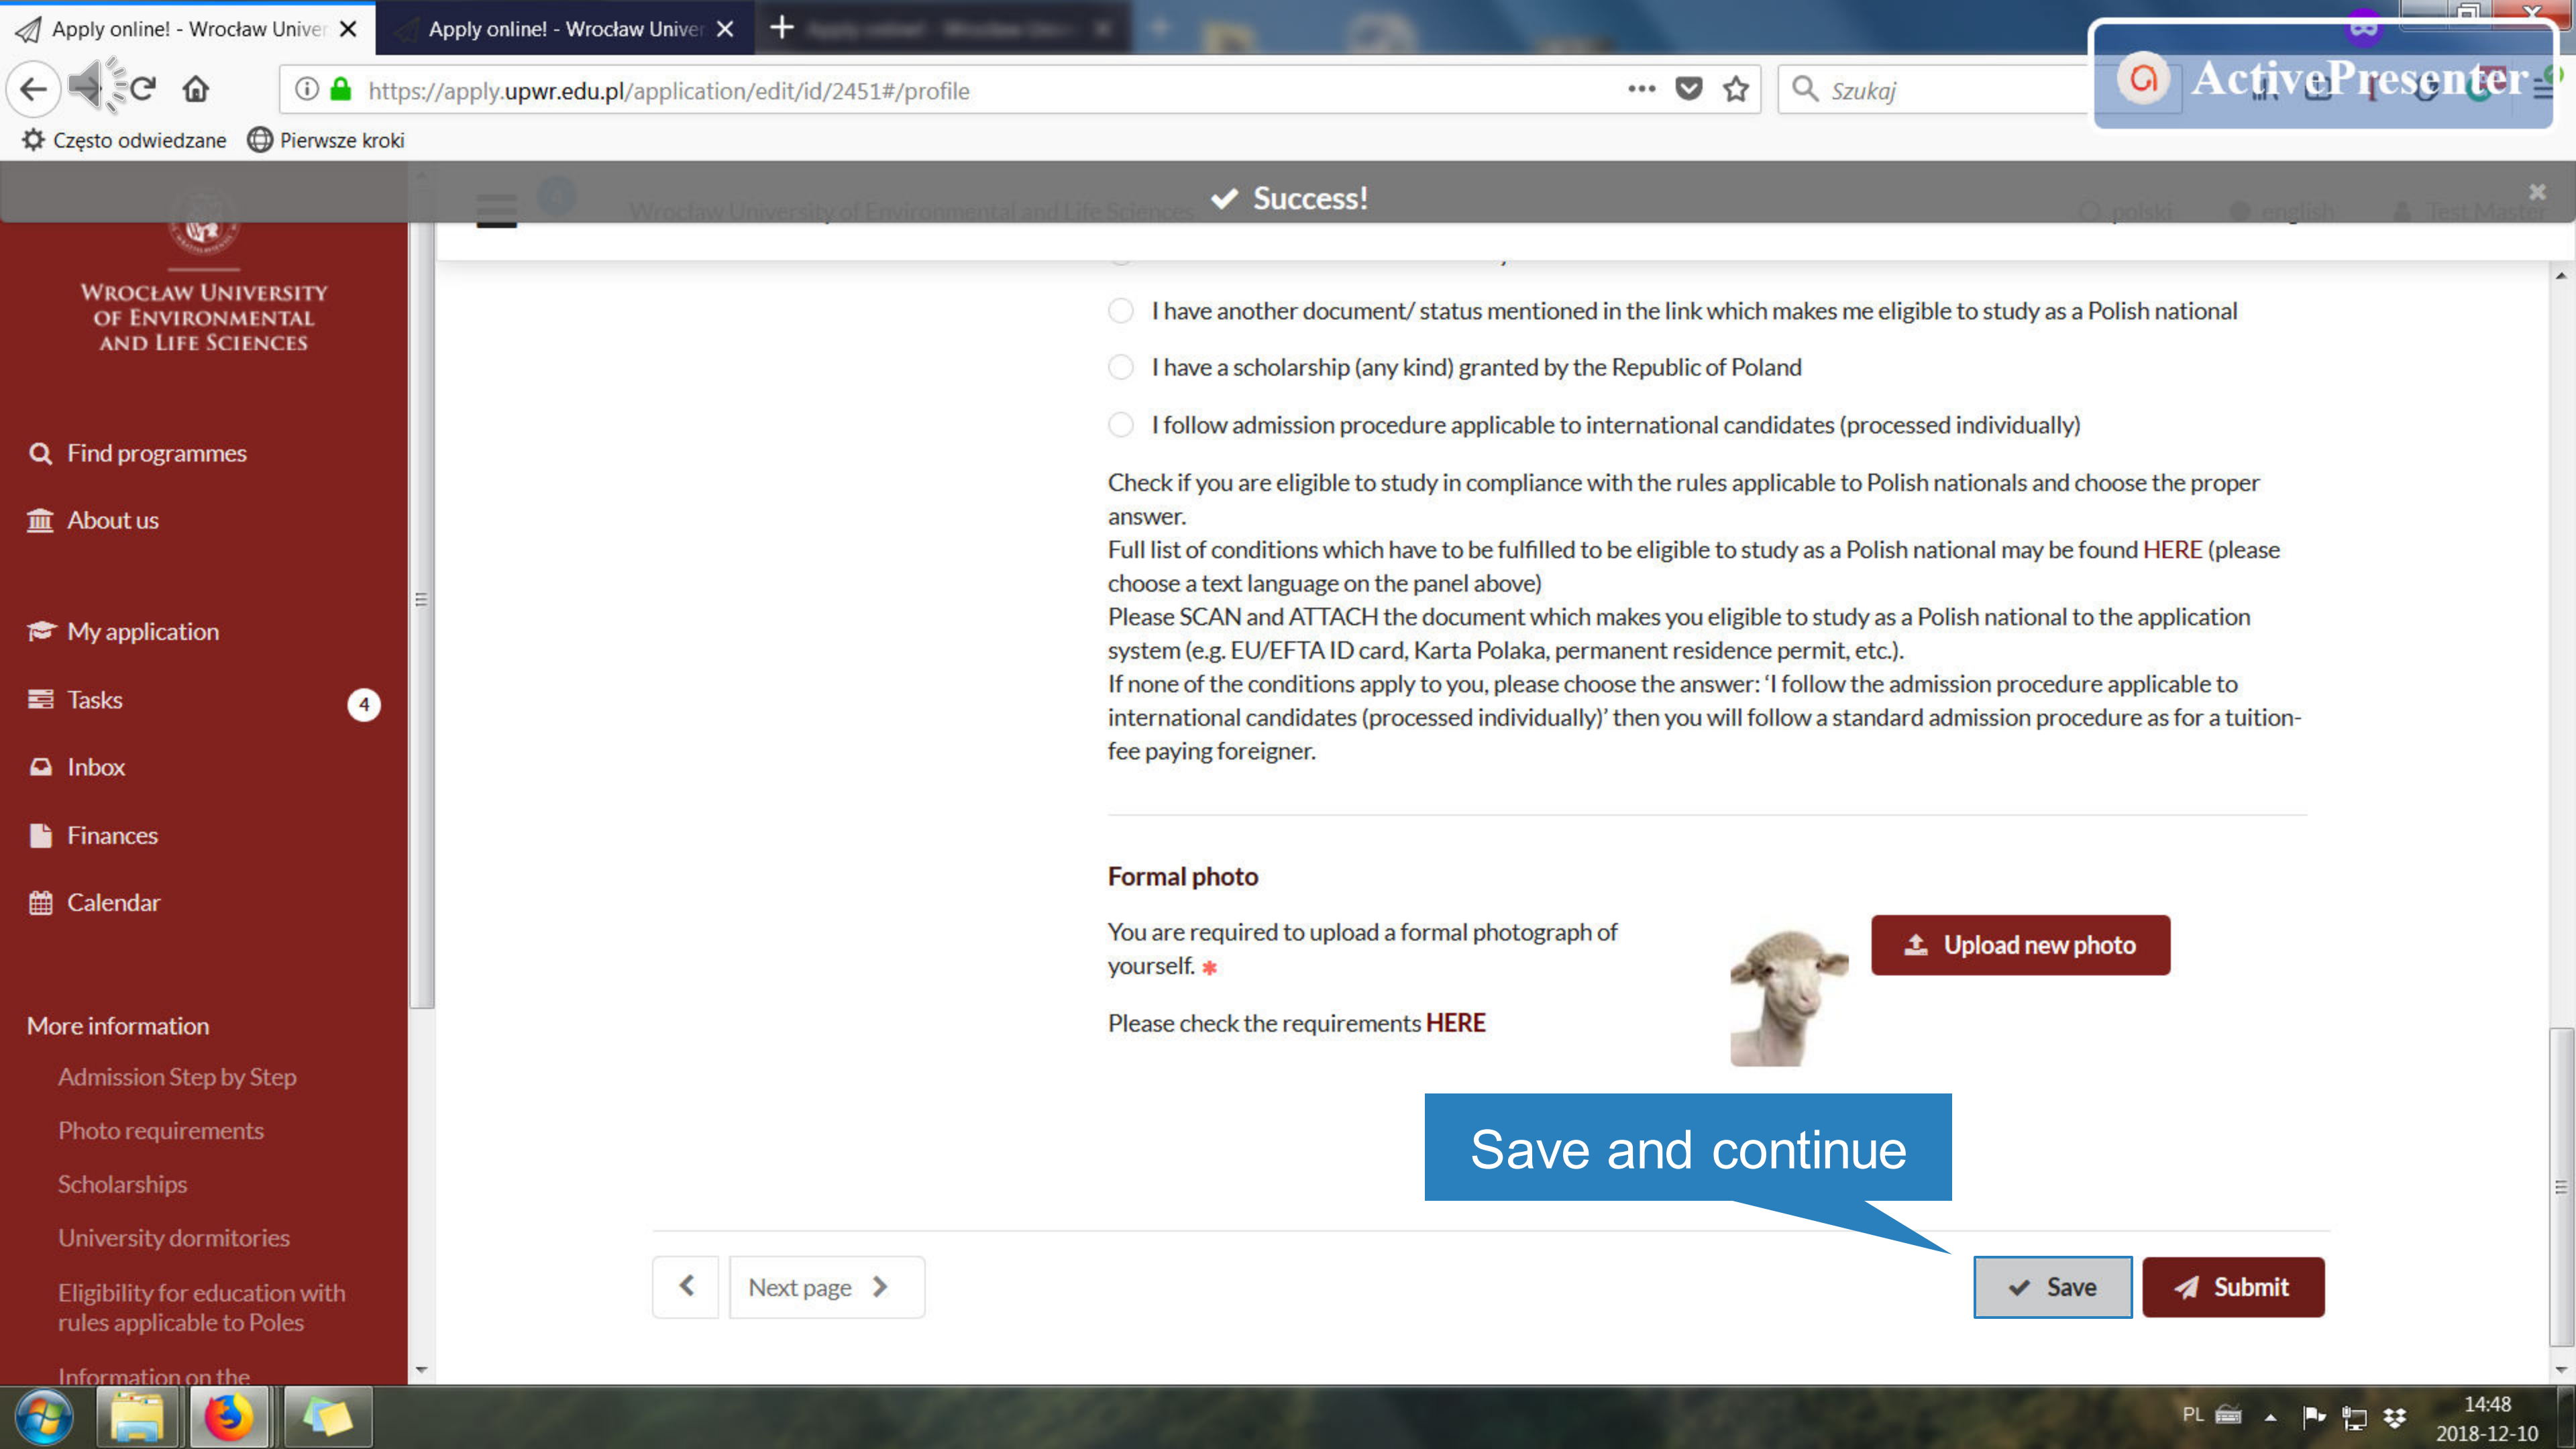 Apply online! - Wrocław Univer
Apply online! - Wrocław Univer
ActivePresenter
https://apply.upwr.edu.pl/application/edit/id/2451#/profile
Szukaj
Często odwiedzane
Pierwsze kroki
Success!
Wrocław University of Environmental and Life Sciences
polski
english
Test Master
WROCŁAW UNIVERSITY
OF ENVIRONMENTAL
AND LIFE SCIENCES
Find programmes
About us
My application
Tasks
4
Inbox
Finances
Calendar
More information
Admission Step by Step
Photo requirements
Scholarships
University dormitories
Eligibility for education with
rules applicable to Poles
Information on the
I have another document/ status mentioned in the link which makes me eligible to study as a Polish national
I have a scholarship (any kind) granted by the Republic of Poland
I follow admission procedure applicable to international candidates (processed individually)
Check if you are eligible to study in compliance with the rules applicable to Polish nationals and choose the proper
answer.
Full list of conditions which have to be fulfilled to be eligible to study as a Polish national may be found HERE (please
choose a text language on the panel above)
Please SCAN and ATTACH the document which makes you eligible to study as a Polish national to the application
system (e.g. EU/EFTA ID card, Karta Polaka, permanent residence permit, etc.).
If none of the conditions apply to you, please choose the answer: ‘I follow the admission procedure applicable to
international candidates (processed individually)’ then you will follow a standard admission procedure as for a tuition-
fee paying foreigner.
Formal photo
You are required to upload a formal photograph of
yourself. *
Upload new photo
Please check the requirements HERE
Save and continue
Next page
Save
Submit
PL
14:48
2018-12-10